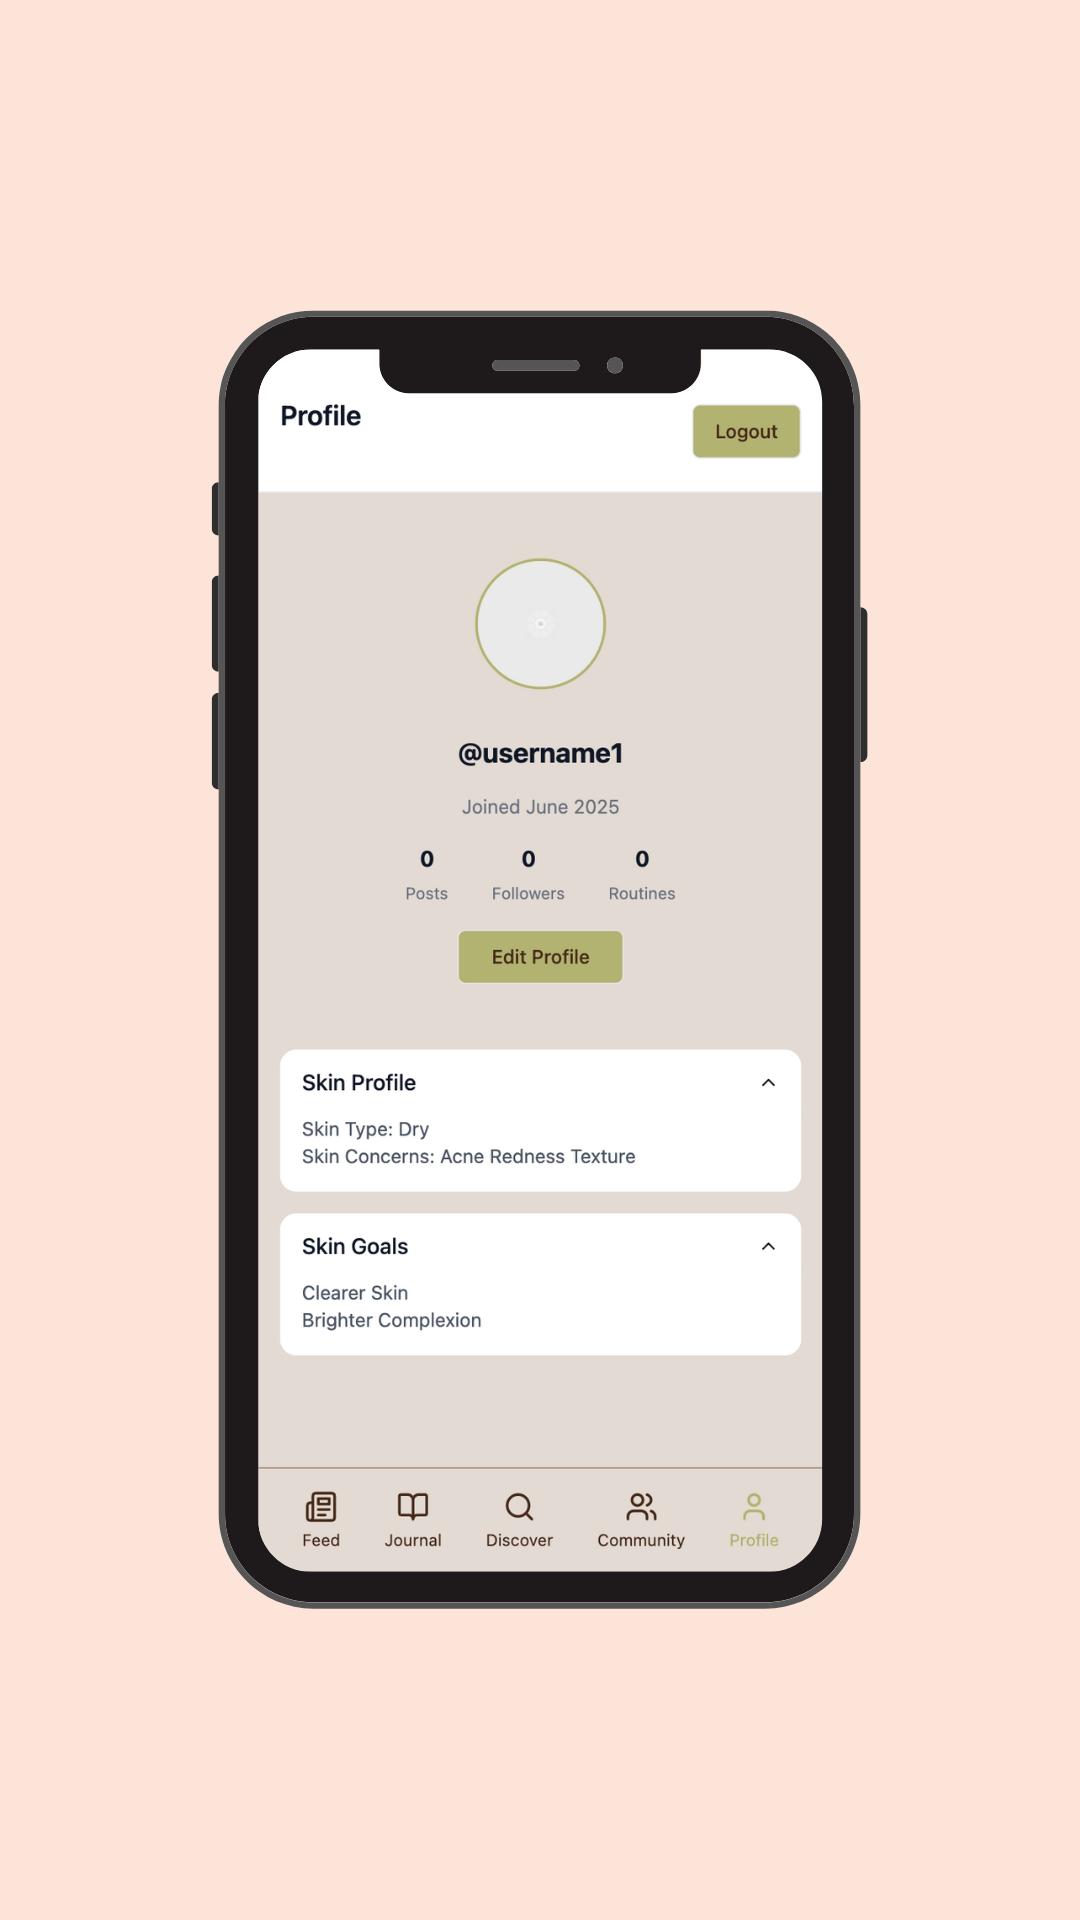 Profile
Logout
@username1
Joined June 2025
0 0 0
Posts Followers Routines
Edit Profile
Skin Profile
Skin Type: Dry
Skin Concerns: Acne Redness Texture
Skin Goals
Clearer Skin
Brighter Complexion
Feed Journal Discover Community Profile